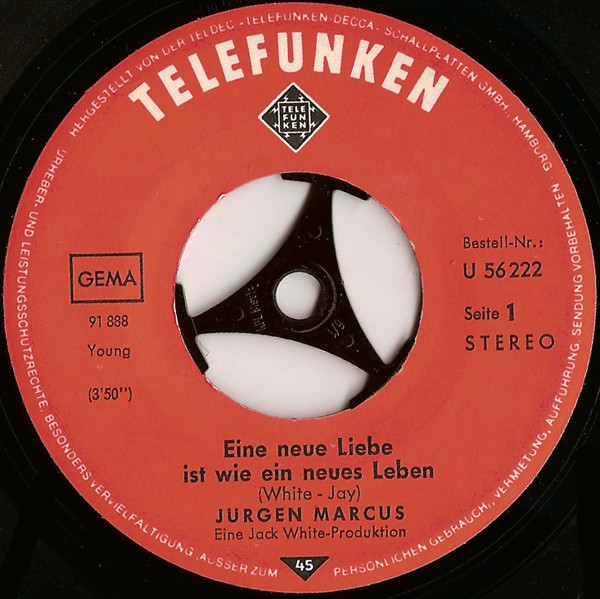 HERGESTELLT VON DER TELDEC ·TELEFUNKEN-DECCA· SCHALLPLATTEN GMBH. HAMBURG
TELEFUNKEN
TELE
FUN
KEN
GEMA
91 888
Young
(3'50'')
Bestell-Nr.:
U 56 222
Seite 1
STEREO
Eine neue Liebe
ist wie ein neues Leben
(White - Jay)
JÜRGEN MARCUS
Eine Jack White-Produktion
45
URHEBER- UND LEISTUNGSSCHUTZRECHTE, BESONDERS VERVIELFÄLTIGUNG (AUSSER ZUM PERSÖNLICHEN GEBRAUCH), VERMIETUNG, AUFFÜHRUNG, SENDUNG VORBEHALTEN